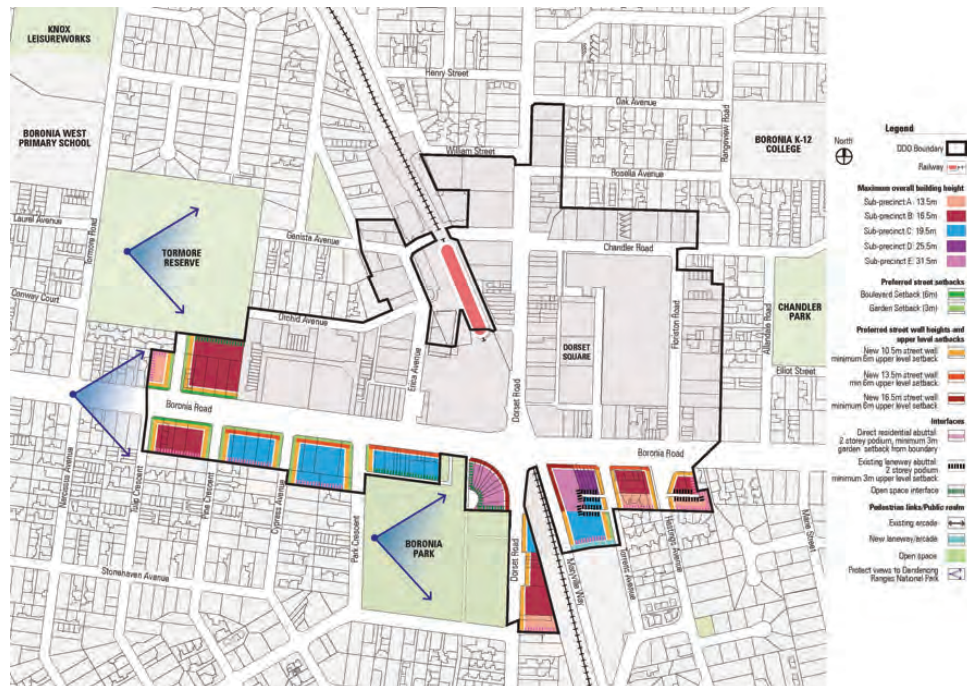 KNOX
LEISUREWORKS
Henry Street
Oak Avenue
BORONIA WEST
PRIMARY SCHOOL
William Street
Rangeview Road
BORONIA K-12
COLLEGE
Rosella Avenue
Laurel Avenue
Tormore Road
TORMORE
RESERVE
Genista Avenue
Chandler Road
Conway Court
Orchid Avenue
Erica Avenue
DORSET
SQUARE
Floriston Road
Allandale Road
CHANDLER
PARK
Elliot Street
Boronia Road
Dorset Road
Boronia Road
Narcissus Avenue
Tulip Crescent
Pine Crescent
Cypress Avenue
Park Crescent
BORONIA
PARK
Dorset Road
Maryville Way
Torrens Avenue
Marie Street
Stonehaven Avenue
North
Legend
DDO Boundary
Railway
Maximum overall building height
Sub-precinct A: 13.5m
Sub-precinct B: 16.5m
Sub-precinct C: 19.5m
Sub-precinct D: 25.5m
Sub-precinct E: 31.5m
Preferred street setbacks
Boulevard Setback (6m)
Garden Setback (3m)
Preferred street wall heights and
upper level setbacks
New 10.5m street wall
minimum 6m upper level setback
New 13.5m street wall
min 6m upper level setback
New 16.5m street wall
minimum 6m upper level setback
Interfaces
Direct residential abuttal:
2 storey podium, minimum 3m
garden setback from boundary
Existing laneway abuttal:
2 storey podium
minimum 3m upper level setback
Open space interface
Pedestrian links/Public realm
Existing arcade
New laneway/arcade
Open space
Protect views to Dandenong
Ranges National Park